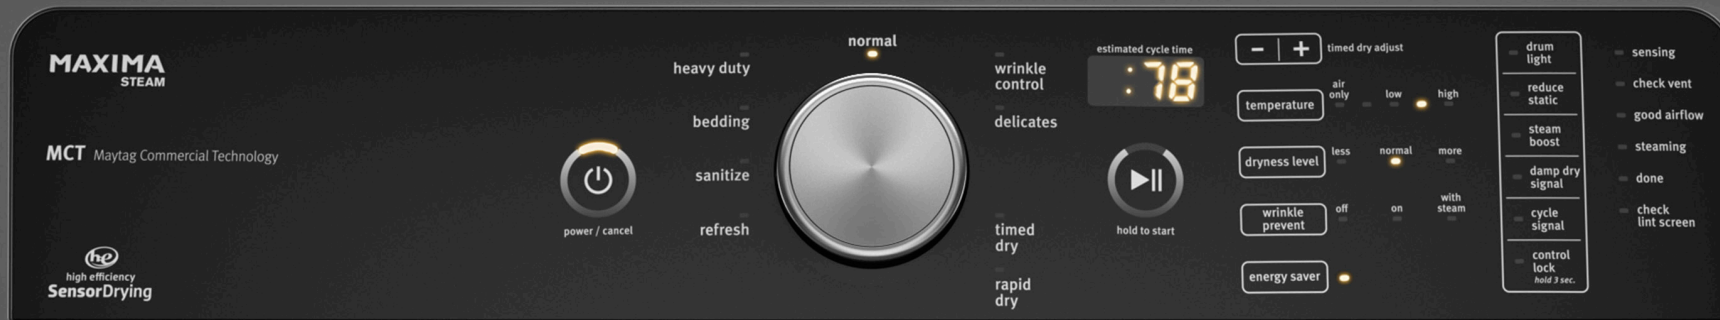 MAXIMA
STEAM
MCT Maytag Commercial Technology
he
high efficiency
SensorDrying
power / cancel
heavy duty
bedding
sanitize
refresh
normal
wrinkle
control
delicates
timed
dry
rapid
dry
estimated cycle time
:78
hold to start
− +
timed dry adjust
temperature
air
only
low
high
dryness level
less
normal
more
wrinkle
prevent
off
on
with
steam
energy saver
drum
light
reduce
static
steam
boost
damp dry
signal
cycle
signal
control
lock
hold 3 sec.
sensing
check vent
good airflow
steaming
done
check
lint screen